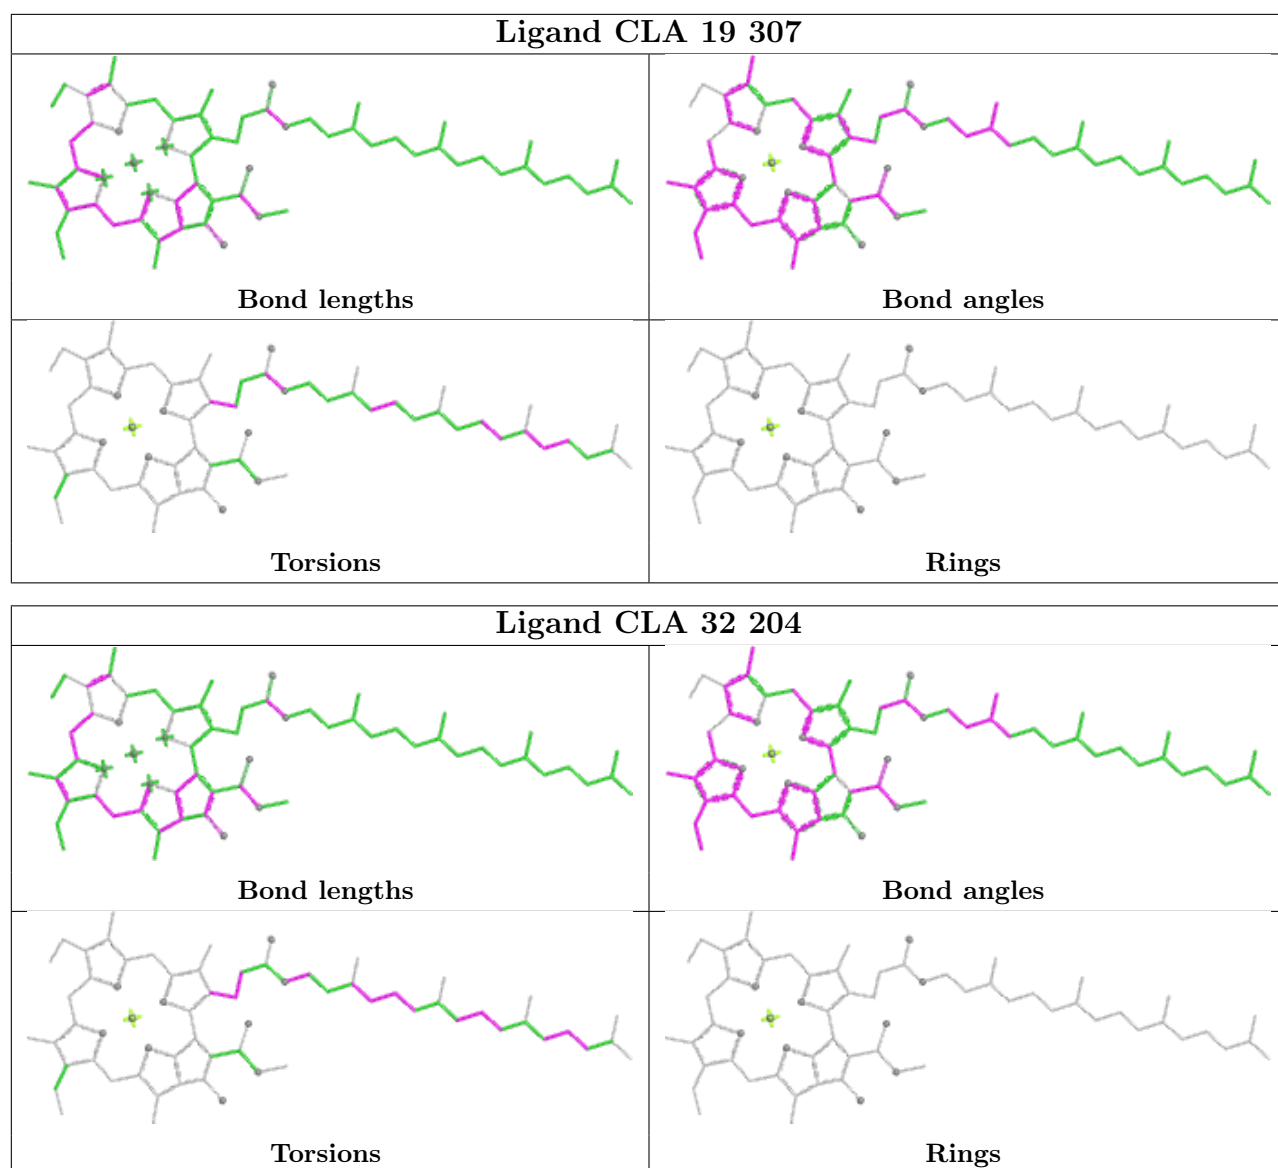 Ligand CLA 19 307
Bond lengths
Bond angles
Torsions
Rings
Ligand CLA 32 204
Bond lengths
Bond angles
Torsions
Rings